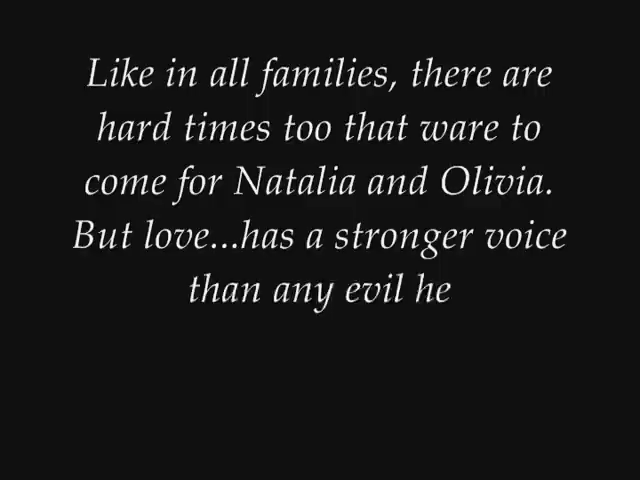 Like in all families, there are
hard times too that ware to
come for Natalia and Olivia.
But love...has a stronger voice
than any evil he